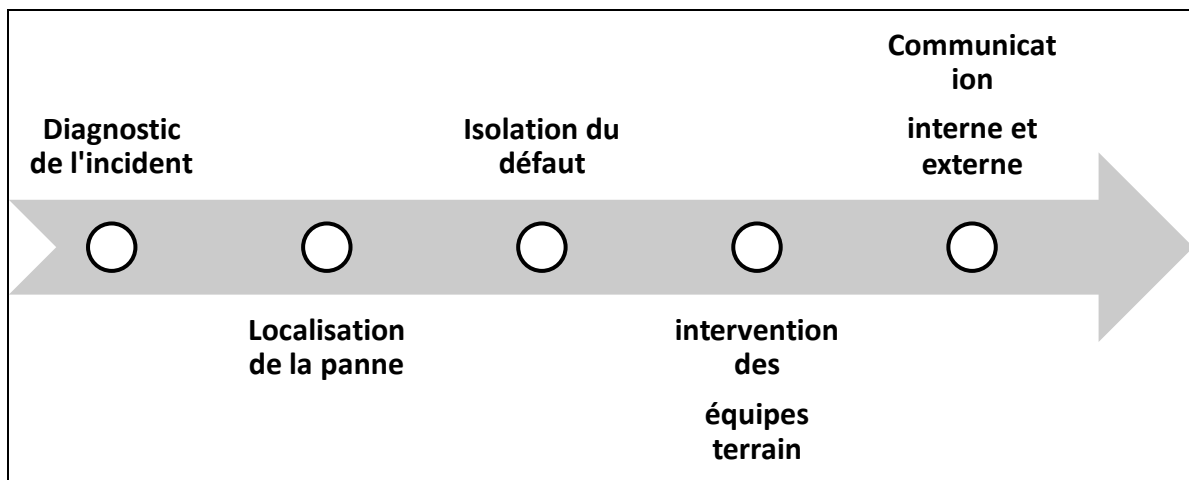 Diagnostic
de l'incident
Localisation
de la panne
Isolation du
défaut
intervention
des
équipes
terrain
Communicat
ion
interne et
externe